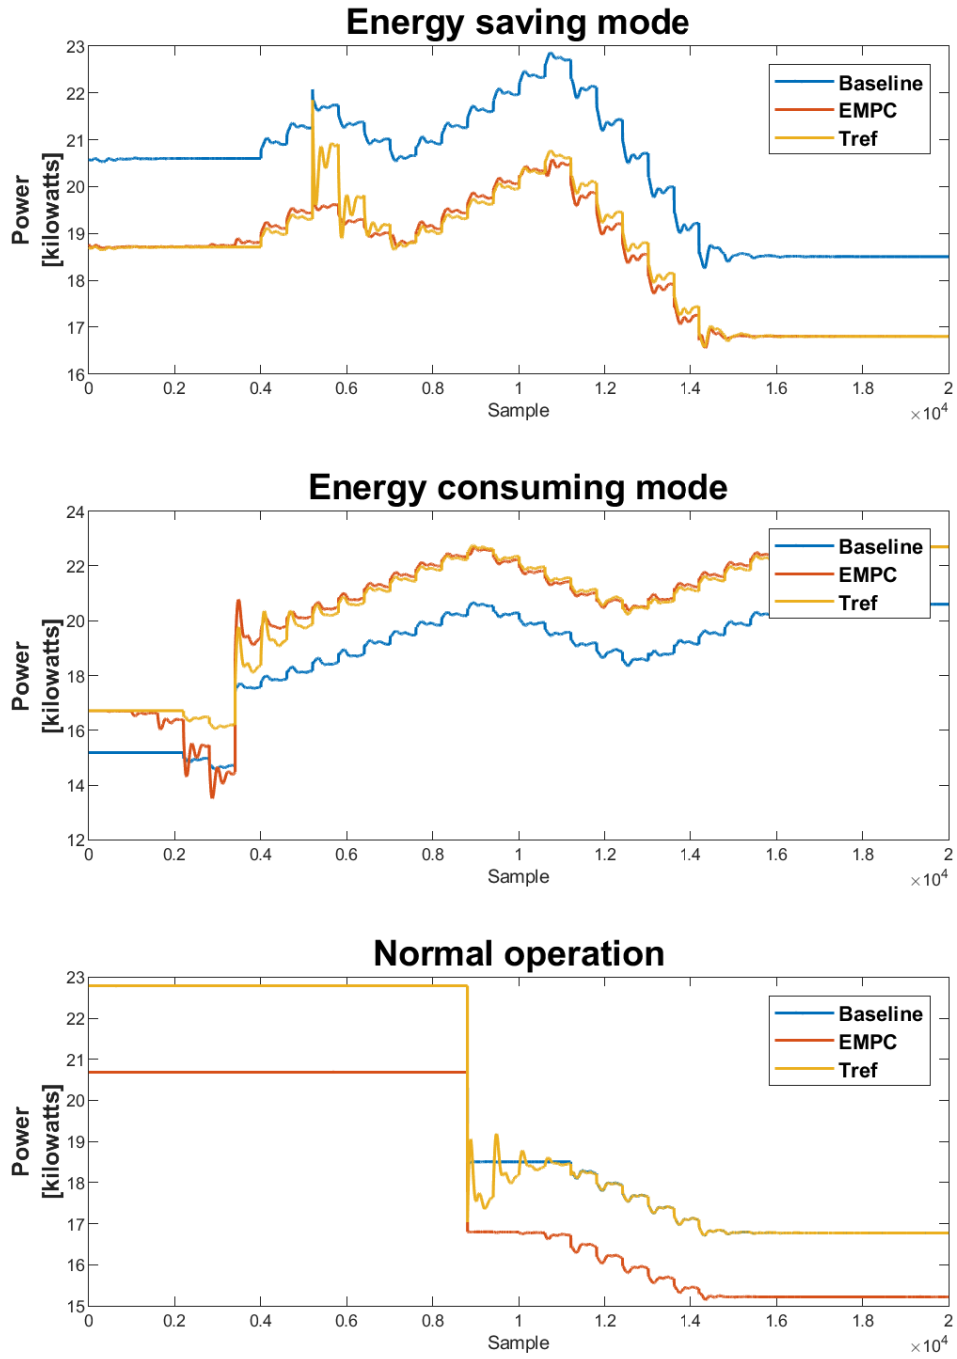 Energy saving mode
Power
[kilowatts]
23
22
21
20
19
18
17
16
Baseline
EMPC
Tref
0
0.2
0.4
0.6
0.8
1
1.2
1.4
1.6
1.8
2
Sample
×10⁴
Energy consuming mode
Power
[kilowatts]
24
22
20
18
16
14
12
Baseline
EMPC
Tref
0
0.2
0.4
0.6
0.8
1
1.2
1.4
1.6
1.8
2
Sample
×10⁴
Normal operation
Power
[kilowatts]
23
22
21
20
19
18
17
16
15
Baseline
EMPC
Tref
0
0.2
0.4
0.6
0.8
1
1.2
1.4
1.6
1.8
2
Sample
×10⁴